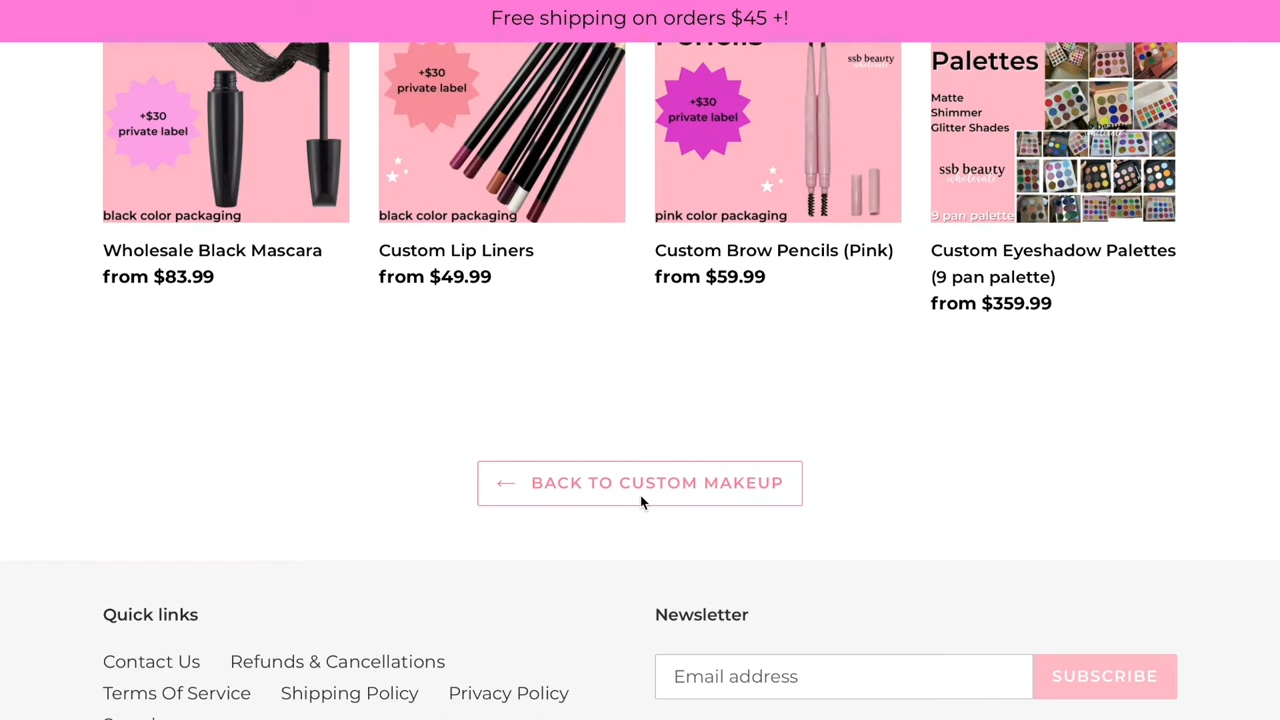 Free shipping on orders $45 +!
+$30
private label
black color packaging
Wholesale Black Mascara
from $83.99
+$30
private label
black color packaging
Custom Lip Liners
from $49.99
Pencils
ssb beauty
+$30
private label
pink color packaging
Custom Brow Pencils (Pink)
from $59.99
Palettes
Matte
Shimmer
Glitter Shades
ssb beauty
wholesale
9 pan palette
Custom Eyeshadow Palettes
(9 pan palette)
from $359.99
← BACK TO CUSTOM MAKEUP
Quick links
Contact Us Refunds & Cancellations
Terms Of Service Shipping Policy Privacy Policy
Newsletter
Email address
SUBSCRIBE